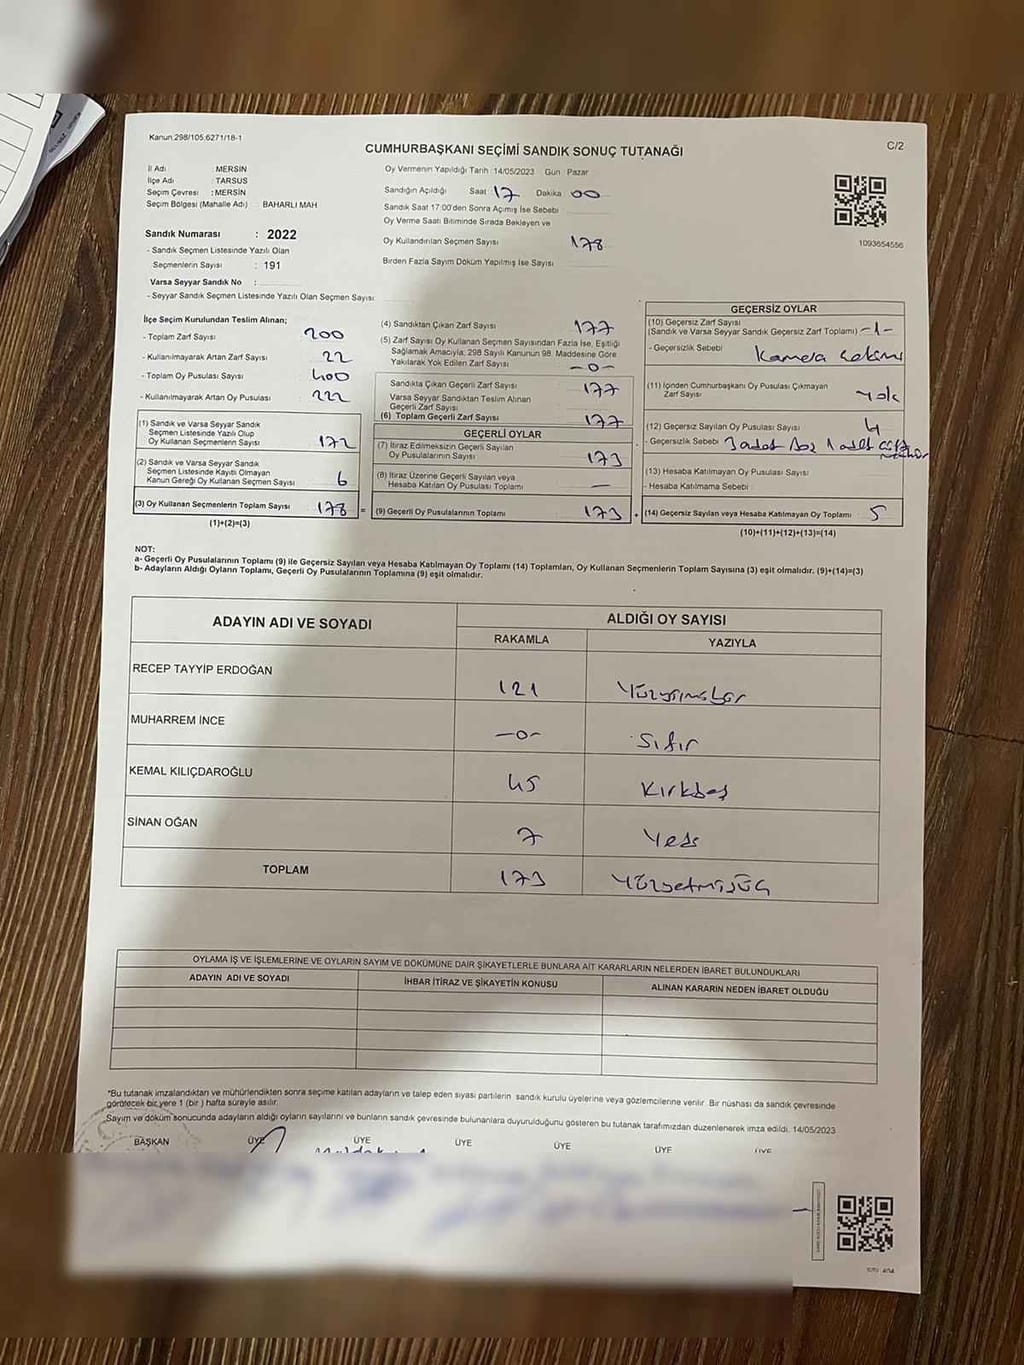 Kanun 298/105,6271/18-1
C/2
CUMHURBAŞKANI SEÇİMİ SANDIK SONUÇ TUTANAĞI
İl Adı : MERSİN
İlçe Adı : TARSUS
Seçim Çevresi : MERSİN
Seçim Bölgesi (Mahalle Adı) : BAHARLI MAH
Sandık Numarası : 2022
- Sandık Seçmen Listesinde Yazılı Olan
Seçmenlerin Sayısı : 191
Varsa Seyyar Sandık No :
- Seyyar Sandık Seçmen Listesinde Yazılı Olan Seçmen Sayısı
Oy Vermenin Yapıldığı Tarih : 14/05/2023 Gün Pazar
Sandığın Açıldığı Saat 17 Dakika 00
Sandık Saat 17:00'den Sonra Açımış İse Sebebi
Oy Verme Saati Bitiminde Sırada Bekleyen ve
Oy Kullandırılan Seçmen Sayısı 178
Birden Fazla Sayım Döküm Yapılmış İse Sayısı
1093654556
İlçe Seçim Kurulundan Teslim Alınan;
- Toplam Zarf Sayısı 200
- Kullanılmayarak Artan Zarf Sayısı 22
- Toplam Oy Pusulası Sayısı 400
- Kullanılmayarak Artan Oy Pusulası 222
(1) Sandık ve Varsa Seyyar Sandık
Seçmen Listesinde Yazılı Olup
Oy Kullanan Seçmenlerin Sayısı 172
(2) Sandık ve Varsa Seyyar Sandık
Seçmen Listesinde Kayıtlı Olmayan
Kanun Gereği Oy Kullanan Seçmen Sayısı 6
(3) Oy Kullanan Seçmenlerin Toplam Sayısı 178 =
(1)+(2)=(3)
(4) Sandıktan Çıkan Zarf Sayısı 177
(5) Zarf Sayısı Oy Kullanan Seçmen Sayısından Fazla İse, Eşitliği
Sağlamak Amacıyla, 298 Sayılı Kanunun 98. Maddesine Göre
Yakılarak Yok Edilen Zarf Sayısı -0-
Sandıkta Çıkan Geçerli Zarf Sayısı 177
Varsa Seyyar Sandıktan Teslim Alınan
Geçerli Zarf Sayısı
(6) Toplam Geçerli Zarf Sayısı 177
GEÇERLİ OYLAR
(7) İtiraz Edilmeksizin Geçerli Sayılan
Oy Pusulalarının Sayısı 173
(8) İtiraz Üzerine Geçerli Sayılan veya
Hesaba Katılan Oy Pusulası Toplamı —
(9) Geçerli Oy Pusulalarının Toplamı 173 +
GEÇERSİZ OYLAR
(10) Geçersiz Zarf Sayısı
(Sandık ve Varsa Seyyar Sandık Geçersiz Zarf Toplamı) -1-
- Geçersizlik Sebebi Kamera
(11) İçinden Cumhurbaşkanı Oy Pusulası Çıkmayan
Zarf Sayısı yok
(12) Geçersiz Sayılan Oy Pusulası Sayısı 4
- Geçersizlik Sebebi 3 adet Boş 1 adet çift mühür
(13) Hesaba Katılmayan Oy Pusulası Sayısı
- Hesaba Katılmama Sebebi
(14) Geçersiz Sayılan veya Hesaba Katılmayan Oy Toplamı 5
(10)+(11)+(12)+(13)=(14)
NOT:
a- Geçerli Oy Pusulalarının Toplamı (9) ile Geçersiz Sayılan veya Hesaba Katılmayan Oy Toplamı (14) Toplamları, Oy Kullanan Seçmenlerin Toplam Sayısına (3) eşit olmalıdır. (9)+(14)=(3)
b- Adayların Aldığı Oyların Toplamı, Geçerli Oy Pusulalarının Toplamına (9) eşit olmalıdır.
ADAYIN ADI VE SOYADI
ALDIĞI OY SAYISI
RAKAMLA YAZIYLA
RECEP TAYYİP ERDOĞAN 121 Yüzyirmibir
MUHARREM İNCE -0- Sıfır
KEMAL KILIÇDAROĞLU 45 Kırkbeş
SİNAN OĞAN 7 Yedi
TOPLAM 173 Yüzyetmişüç
OYLAMA İŞ VE İŞLEMLERİNE VE OYLARIN SAYIM VE DÖKÜMÜNE DAİR ŞİKAYETLERLE BUNLARA AİT KARARLARIN NELERDEN İBARET BULUNDUKLARI
ADAYIN ADI VE SOYADI İHBAR İTİRAZ VE ŞİKAYETİN KONUSU ALINAN KARARIN NEDEN İBARET OLDUĞU
*Bu tutanak imzalandıktan ve mühürlendikten sonra seçime katılan adayların ve talep eden siyasi partilerin sandık kurulu üyelerine veya gözlemcilerine verilir. Bir nüshası da sandık çevresinde
görülecek bir yere 1 (bir ) hafta süreyle asılır.
Sayım ve döküm sonucunda adayların aldığı oyların sayılarını ve bunların sandık çevresinde bulunanlara duyurulduğunu gösteren bu tutanak tarafımızdan düzenlenerek imza edildi. 14/05/2023
BAŞKAN ÜYE ÜYE ÜYE ÜYE ÜYE ÜYE